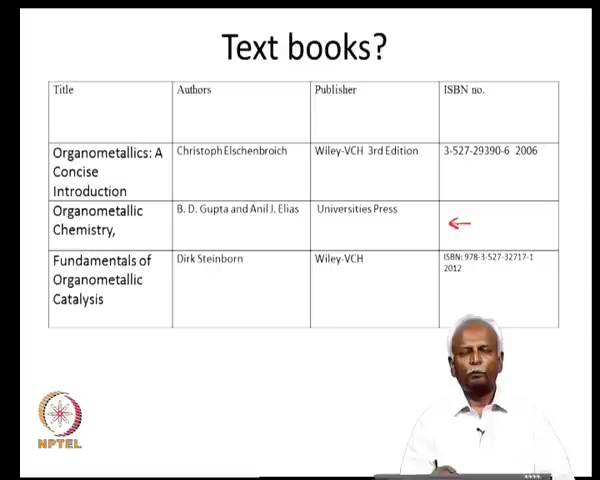 Text books?
Title Authors Publisher ISBN no.
Organometallics: A Christoph Elschenbroich Wiley-VCH 3rd Edition 3-527-29390-6 2006
Concise
Introduction
Organometallic B. D. Gupta and Anil J. Elias Universities Press
Chemistry,
Fundamentals of Dirk Steinborn Wiley-VCH ISBN: 978-3-527-32717-1
Organometallic 2012
Catalysis
NPTEL